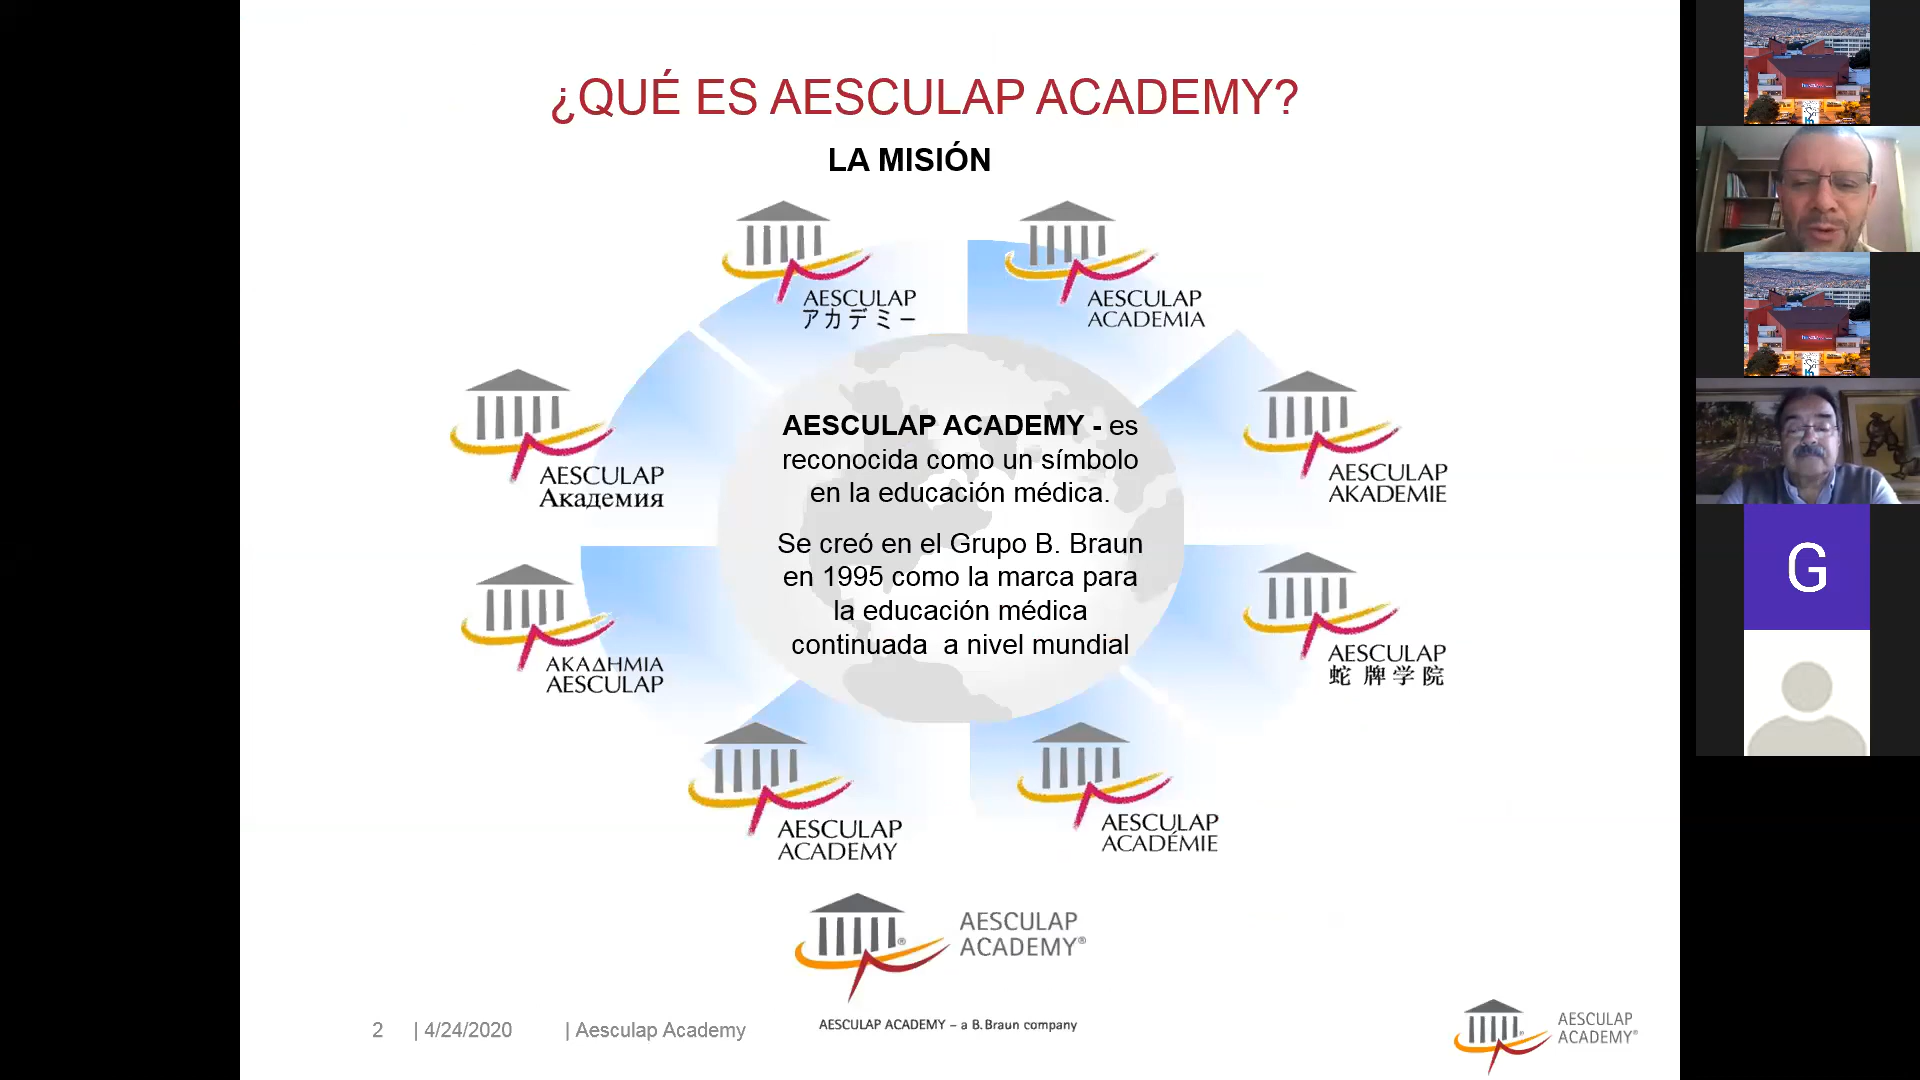 ¿QUÉ ES AESCULAP ACADEMY?
LA MISIÓN
AESCULAP
アカデミー
AESCULAP
ACADEMIA
AESCULAP
Академия
AESCULAP
AKADEMIE
AESCULAP ACADEMY - es
reconocida como un símbolo
en la educación médica.
Se creó en el Grupo B. Braun
en 1995 como la marca para
la educación médica
continuada a nivel mundial
ΑΚΑΔΗΜΙΑ
AESCULAP
AESCULAP
蛇牌学院
AESCULAP
ACADEMY
AESCULAP
ACADÉMIE
AESCULAP
ACADEMY®
AESCULAP ACADEMY – a B. Braun company
2 | 4/24/2020 | Aesculap Academy
AESCULAP
ACADEMY®
G